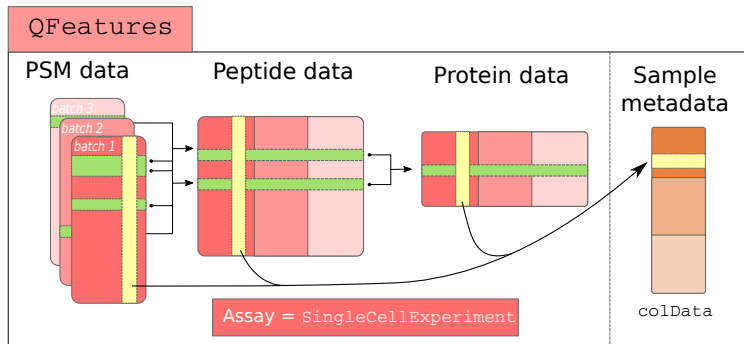 QFeatures
PSM data
Peptide data
Protein data
Sample
metadata
batch 3
batch 2
batch 1
Assay = SingleCellExperiment
colData